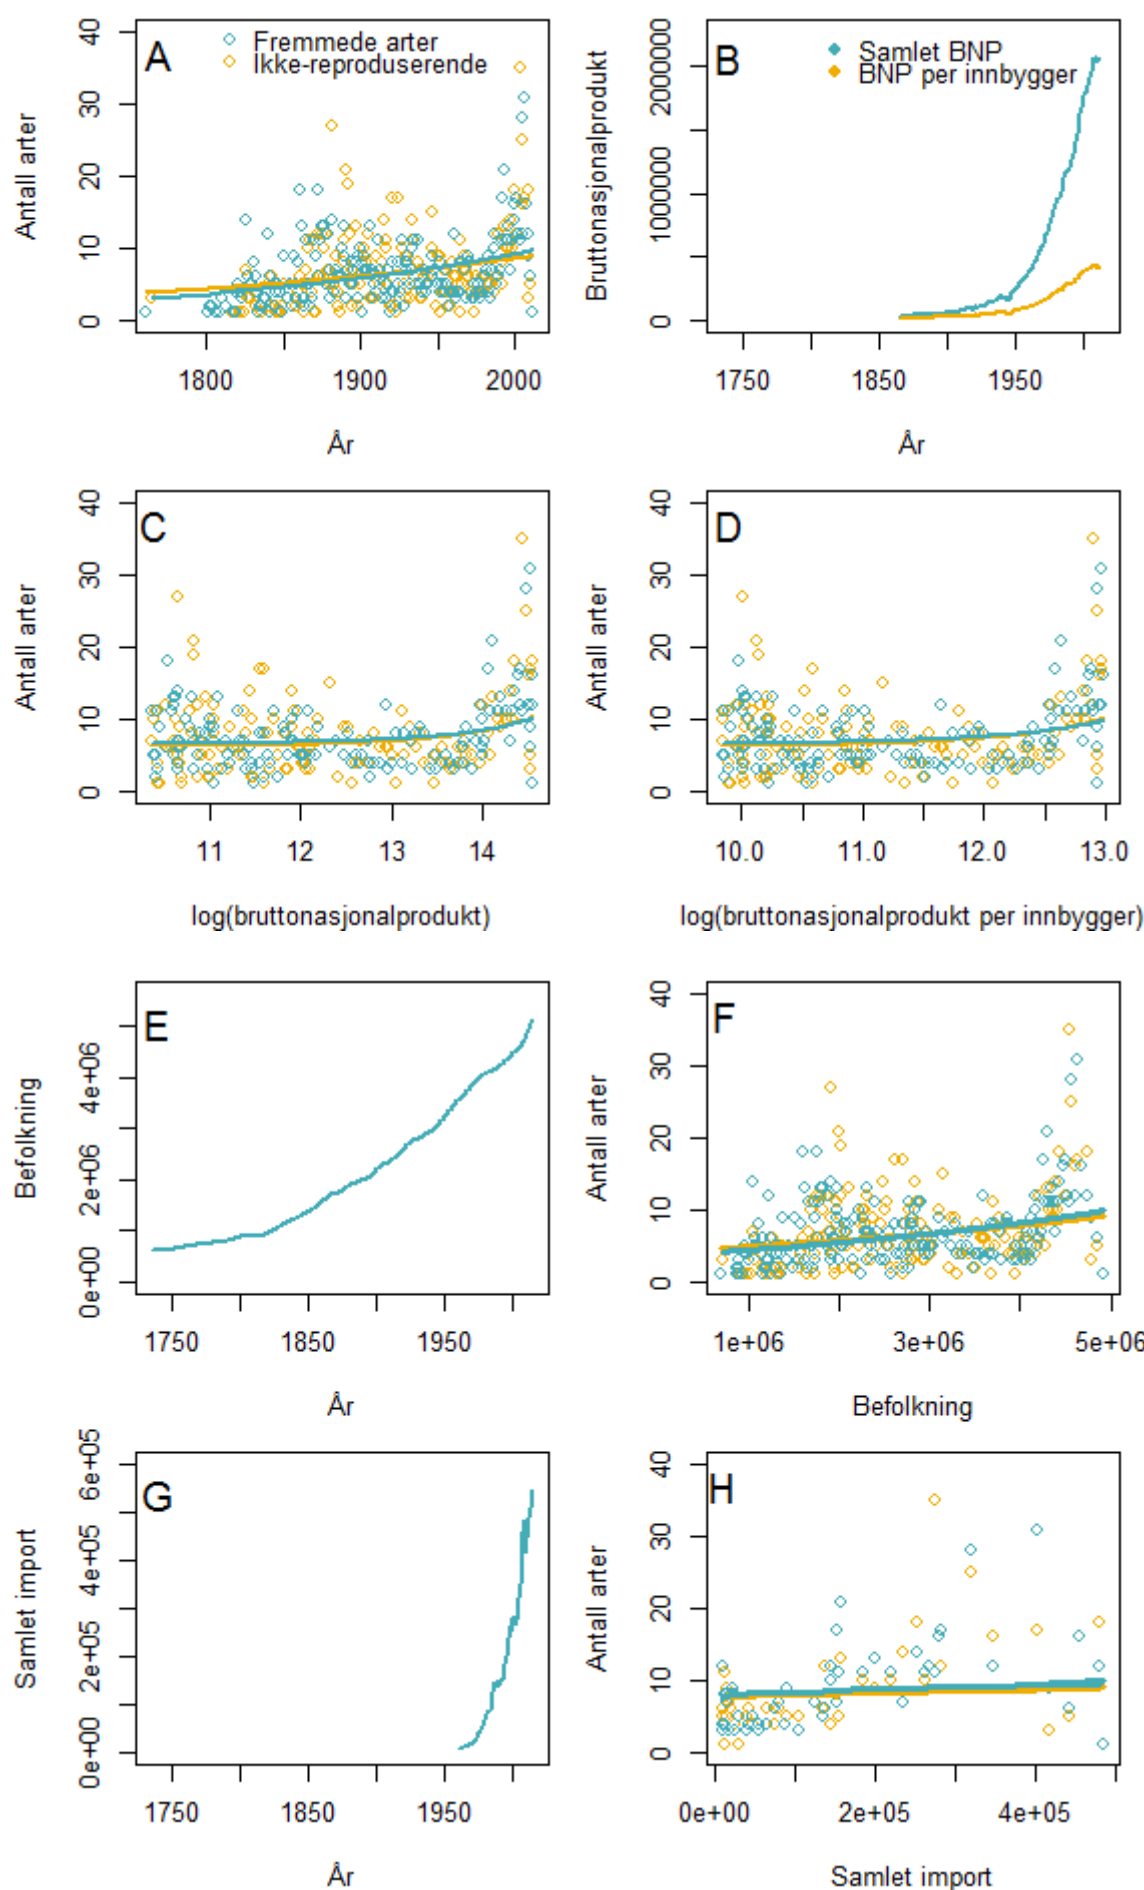 A
Fremmede arter
Ikke-reproduserende
Antall arter
0 10 20 30 40
1800 1900 2000
År
B
Samlet BNP
BNP per innbygger
Bruttonasjonalprodukt
0 10000000 20000000
1750 1850 1950
År
C
Antall arter
0 10 20 30 40
11 12 13 14
log(bruttonasjonalprodukt)
D
Antall arter
0 10 20 30 40
10.0 11.0 12.0 13.0
log(bruttonasjonalprodukt per innbygger)
E
Befolkning
0e+00 2e+06 4e+06
1750 1850 1950
År
F
Antall arter
0 10 20 30 40
1e+06 3e+06 5e+06
Befolkning
G
Samlet import
0e+00 2e+05 4e+05 6e+05
1750 1850 1950
År
H
Antall arter
0 10 20 30 40
0e+00 2e+05 4e+05
Samlet import